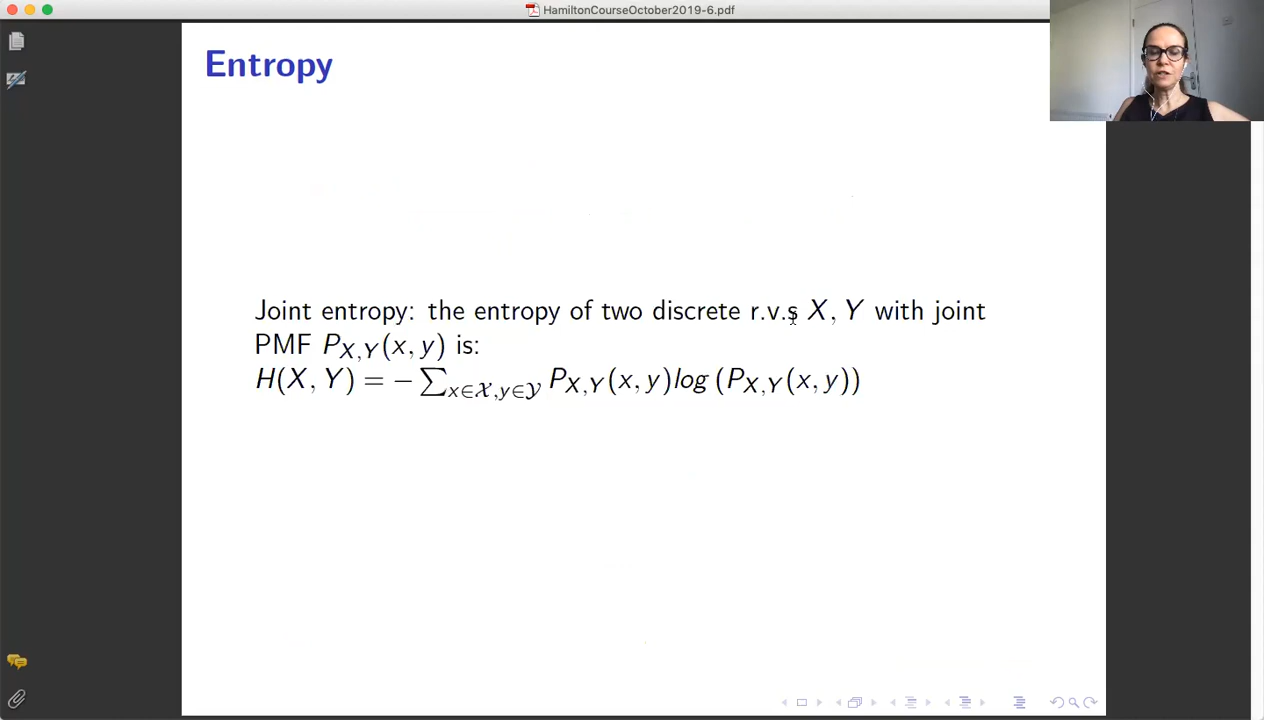 HamiltonCourseOctober2019-6.pdf
Entropy
Joint entropy: the entropy of two discrete r.v.s X, Y with joint
PMF P_{X,Y}(x, y) is:
H(X, Y) = − ∑_{x∈𝒳,y∈𝒴} P_{X,Y}(x, y)log (P_{X,Y}(x, y))